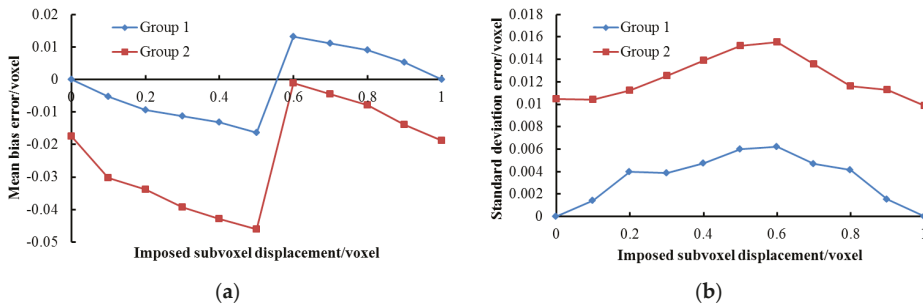 (a)
Group 1
Group 2
Mean bias error/voxel
0.02
0.01
0
-0.01
-0.02
-0.03
-0.04
-0.05
0 0.2 0.4 0.6 0.8 1
Imposed subvoxel displacement/voxel
(b)
Group 1
Group 2
Standard deviation error/voxel
0.018
0.016
0.014
0.012
0.01
0.008
0.006
0.004
0.002
0
0 0.2 0.4 0.6 0.8 1
Imposed subvoxel displacement/voxel
(a) (b)